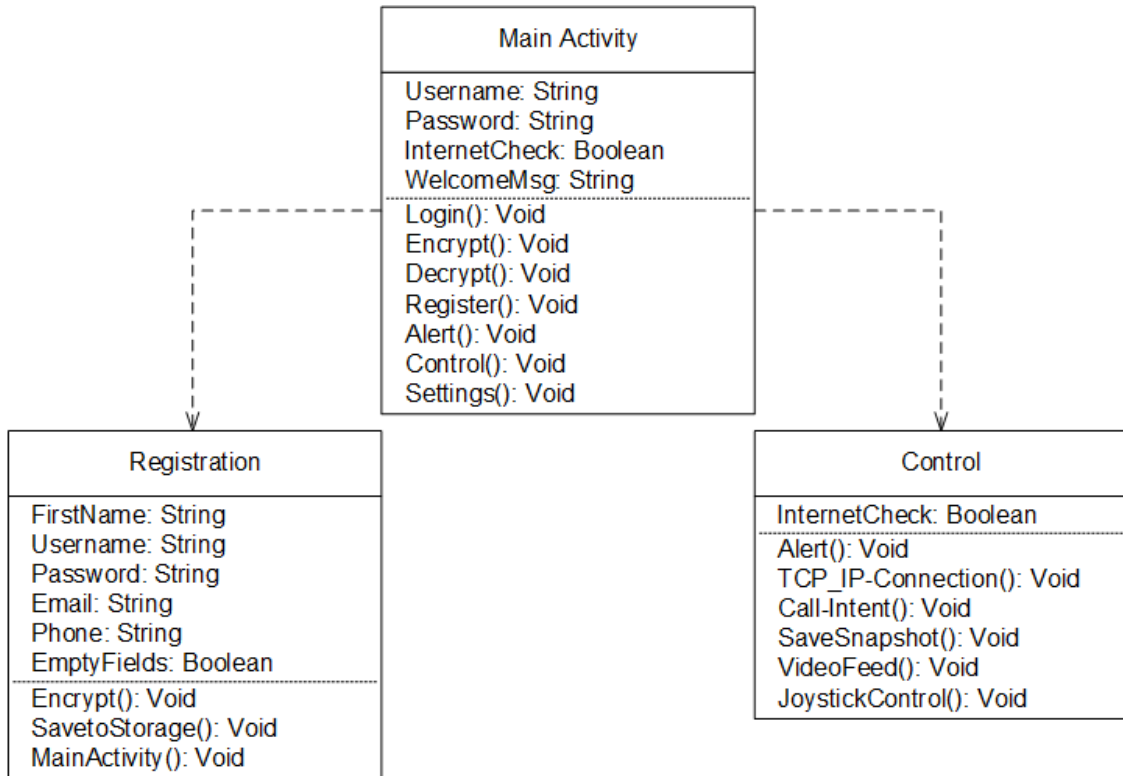 Main Activity
Username: String
Password: String
InternetCheck: Boolean
WelcomeMsg: String
Login(): Void
Encrypt(): Void
Decrypt(): Void
Register(): Void
Alert(): Void
Control(): Void
Settings(): Void
Registration
FirstName: String
Username: String
Password: String
Email: String
Phone: String
EmptyFields: Boolean
Encrypt(): Void
SavetoStorage(): Void
MainActivity(): Void
Control
InternetCheck: Boolean
Alert(): Void
TCP_IP-Connection(): Void
Call-Intent(): Void
SaveSnapshot(): Void
VideoFeed(): Void
JoystickControl(): Void